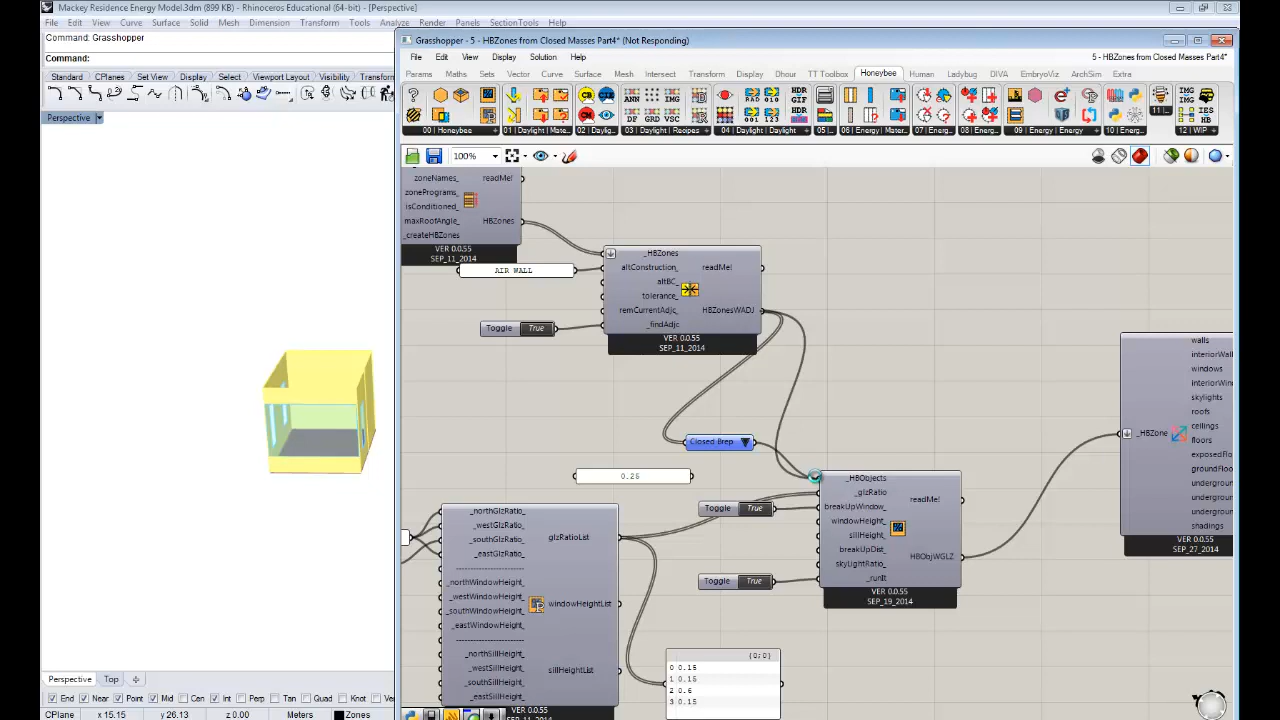 Mackey Residence Energy Model.3dm (899 KB) - Rhinoceros Educational (64-bit) - [Perspective]
File Edit View Curve Surface Solid Mesh Dimension Transform Tools Analyze Render Panels SectionTools Help
Command: Grasshopper
Command:
Standard CPlanes Set View Display Select Viewport Layout Visibility Transform
Perspective
Grasshopper - 5 - HBZones from Closed Masses Part4* (Not Responding)
File Edit View Display Solution Help
5 - HBZones from Closed Masses Part4*
Params Maths Sets Vector Curve Surface Mesh Intersect Transform Display Dhour TT Toolbox Honeybee Human Ladybug DIVA EmbryoViz ArchSim Extra
00 | Honeybee
01 | Daylight | Mate...
02 | Daylig...
03 | Daylight | Recipes
04 | Daylight | Daylight
05 |...
06 | Energy | Mater...
07 | Energ...
08 | Energ...
09 | Energy | Energy
10 | Energ...
11...
12 | WIP
100%
zoneNames_
zonePrograms_
isConditioned_
maxRoofAngle_
_createHBZones
readMe!
HBZones
VER 0.0.55
SEP_11_2014
AIR WALL
Toggle True
_HBZones
altConstruction_
altBC_
tolerance_
remCurrentAdjc_
_findAdjc
readMe!
HBZonesWADJ
VER 0.0.55
SEP_11_2014
Closed Brep
0.25
Toggle True
Toggle True
_HBObjects
_glzRatio
breakUpWindow_
windowHeight_
sillHeight_
breakUpDist_
skyLightRatio_
_runIt
readMe!
HBObjWGLZ
VER 0.0.55
SEP_19_2014
_northGlzRatio_
_westGlzRatio_
_southGlzRatio_
_eastGlzRatio_
_northWindowHeight_
_westWindowHeight_
_southWindowHeight_
_eastWindowHeight_
_northSillHeight_
_westSillHeight_
_southSillHeight_
_eastSillHeight_
glzRatioList
windowHeightList
sillHeightList
VER 0.0.55
SEP_11_2014
{0;0}
0 0.15
1 0.15
2 0.6
3 0.15
_HBZone
walls
interiorWal
windows
interiorWin
skylights
roofs
ceilings
floors
exposedFlo
groundFloo
undergroun
undergroun
undergroun
shadings
VER 0.0.55
SEP_27_2014
Perspective Top
End Near Point Mid Cen Int Perp Tan Quad Knot
CPlane x 15.15 y 26.13 z 0.00 Meters Zones